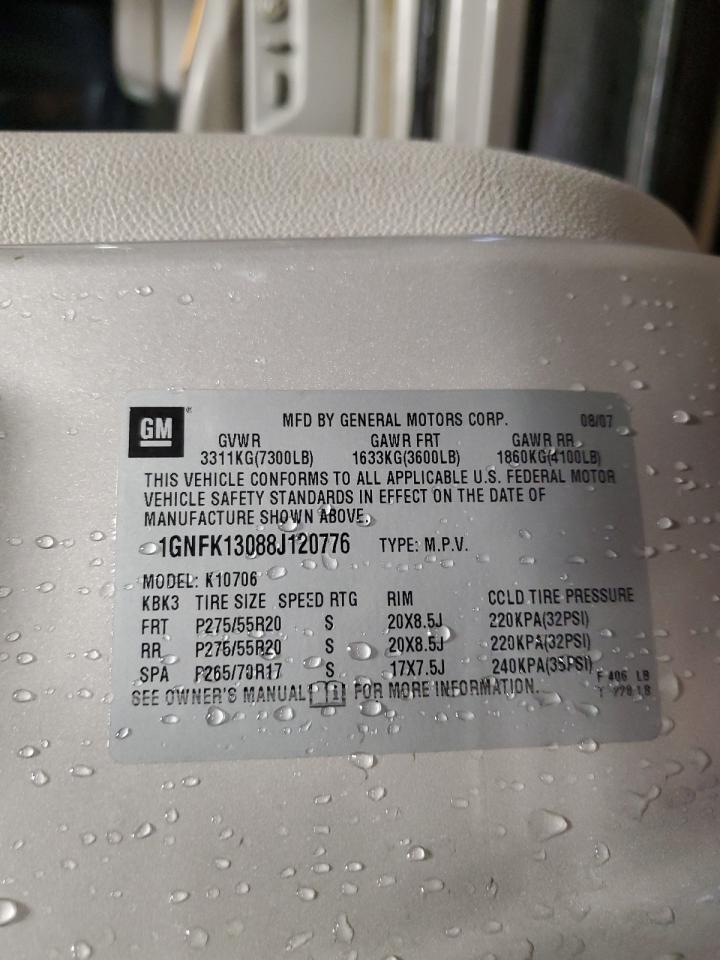 GM
MFD BY GENERAL MOTORS CORP. 08/07
GVWR GAWR FRT GAWR RR
3311KG(7300LB) 1633KG(3600LB) 1860KG(4100LB)
THIS VEHICLE CONFORMS TO ALL APPLICABLE U.S. FEDERAL MOTOR
VEHICLE SAFETY STANDARDS IN EFFECT ON THE DATE OF
MANUFACTURE SHOWN ABOVE.
1GNFK13088J120776 TYPE: M.P.V.
MODEL: K10706
KBK3 TIRE SIZE SPEED RTG RIM COLD TIRE PRESSURE
FRT P275/55R20 S 20X8.5J 220KPA(32PSI)
RR P275/55R20 S 20X8.5J 220KPA(32PSI)
SPA P265/70R17 S 17X7.5J 240KPA(35PSI)
F 406 LB
SEE OWNER'S MANUAL FOR MORE INFORMATION.
T 778 LB